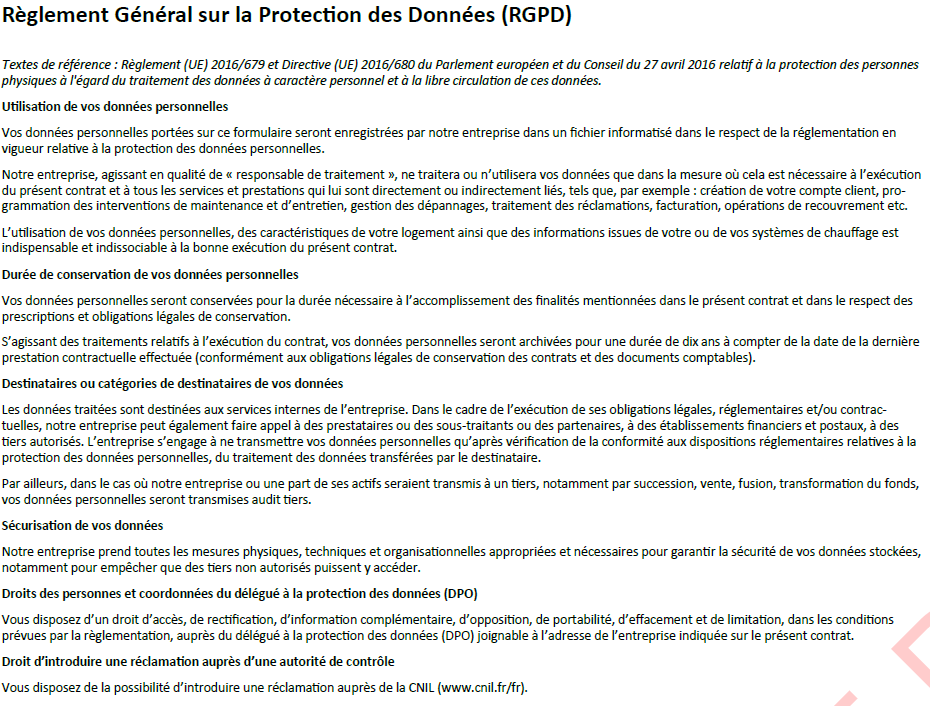 Règlement Général sur la Protection des Données (RGPD)
Textes de référence : Règlement (UE) 2016/679 et Directive (UE) 2016/680 du Parlement européen et du Conseil du 27 avril 2016 relatif à la protection des personnes
physiques à l'égard du traitement des données à caractère personnel et à la libre circulation de ces données.
Utilisation de vos données personnelles
Vos données personnelles portées sur ce formulaire seront enregistrées par notre entreprise dans un fichier informatisé dans le respect de la réglementation en
vigueur relative à la protection des données personnelles.
Notre entreprise, agissant en qualité de « responsable de traitement », ne traitera ou n’utilisera vos données que dans la mesure où cela est nécessaire à l’exécution
du présent contrat et à tous les services et prestations qui lui sont directement ou indirectement liés, tels que, par exemple : création de votre compte client, pro-
grammation des interventions de maintenance et d’entretien, gestion des dépannages, traitement des réclamations, facturation, opérations de recouvrement etc.
L’utilisation de vos données personnelles, des caractéristiques de votre logement ainsi que des informations issues de votre ou de vos systèmes de chauffage est
indispensable et indissociable à la bonne exécution du présent contrat.
Durée de conservation de vos données personnelles
Vos données personnelles seront conservées pour la durée nécessaire à l’accomplissement des finalités mentionnées dans le présent contrat et dans le respect des
prescriptions et obligations légales de conservation.
S’agissant des traitements relatifs à l’exécution du contrat, vos données personnelles seront archivées pour une durée de dix ans à compter de la date de la dernière
prestation contractuelle effectuée (conformément aux obligations légales de conservation des contrats et des documents comptables).
Destinataires ou catégories de destinataires de vos données
Les données traitées sont destinées aux services internes de l’entreprise. Dans le cadre de l’exécution de ses obligations légales, réglementaires et/ou contrac-
tuelles, notre entreprise peut également faire appel à des prestataires ou des sous-traitants ou des partenaires, à des établissements financiers et postaux, à des
tiers autorisés. L’entreprise s’engage à ne transmettre vos données personnelles qu’après vérification de la conformité aux dispositions réglementaires relatives à la
protection des données personnelles, du traitement des données transférées par le destinataire.
Par ailleurs, dans le cas où notre entreprise ou une part de ses actifs seraient transmis à un tiers, notamment par succession, vente, fusion, transformation du fonds,
vos données personnelles seront transmises audit tiers.
Sécurisation de vos données
Notre entreprise prend toutes les mesures physiques, techniques et organisationnelles appropriées et nécessaires pour garantir la sécurité de vos données stockées,
notamment pour empêcher que des tiers non autorisés puissent y accéder.
Droits des personnes et coordonnées du délégué à la protection des données (DPO)
Vous disposez d’un droit d’accès, de rectification, d’information complémentaire, d’opposition, de portabilité, d’effacement et de limitation, dans les conditions
prévues par la règlementation, auprès du délégué à la protection des données (DPO) joignable à l’adresse de l’entreprise indiquée sur le présent contrat.
Droit d’introduire une réclamation auprès d’une autorité de contrôle
Vous disposez de la possibilité d’introduire une réclamation auprès de la CNIL (www.cnil.fr/fr).